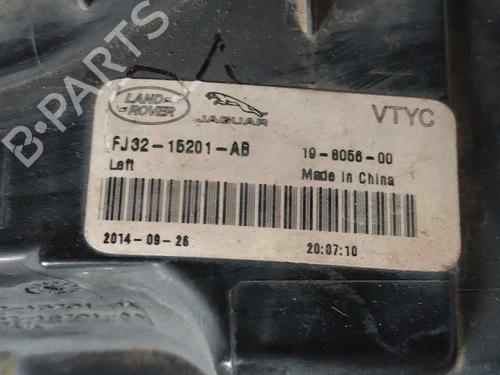 B-PARTS
LAND-
ROVER
JAGUAR
VTYC
FJ32-15201-AB
19-8056-00
Left
Made in China
2014-09-26
20:07:10